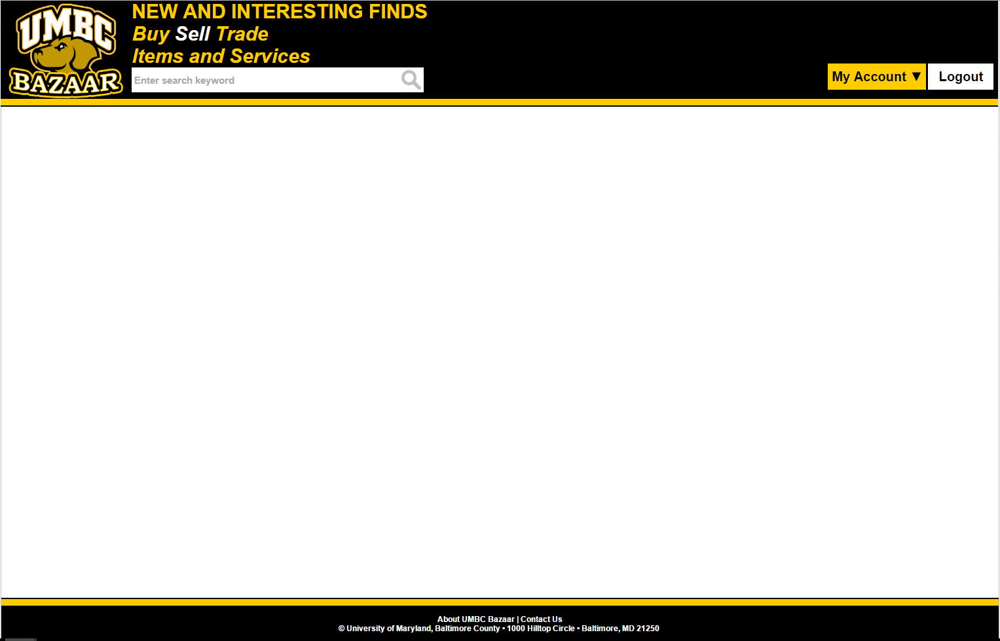 UMBC
BAZAAR
NEW AND INTERESTING FINDS
Buy Sell Trade
Items and Services
Enter search keyword
My Account ▼
Logout
About UMBC Bazaar | Contact Us
© University of Maryland, Baltimore County • 1000 Hilltop Circle • Baltimore, MD 21250